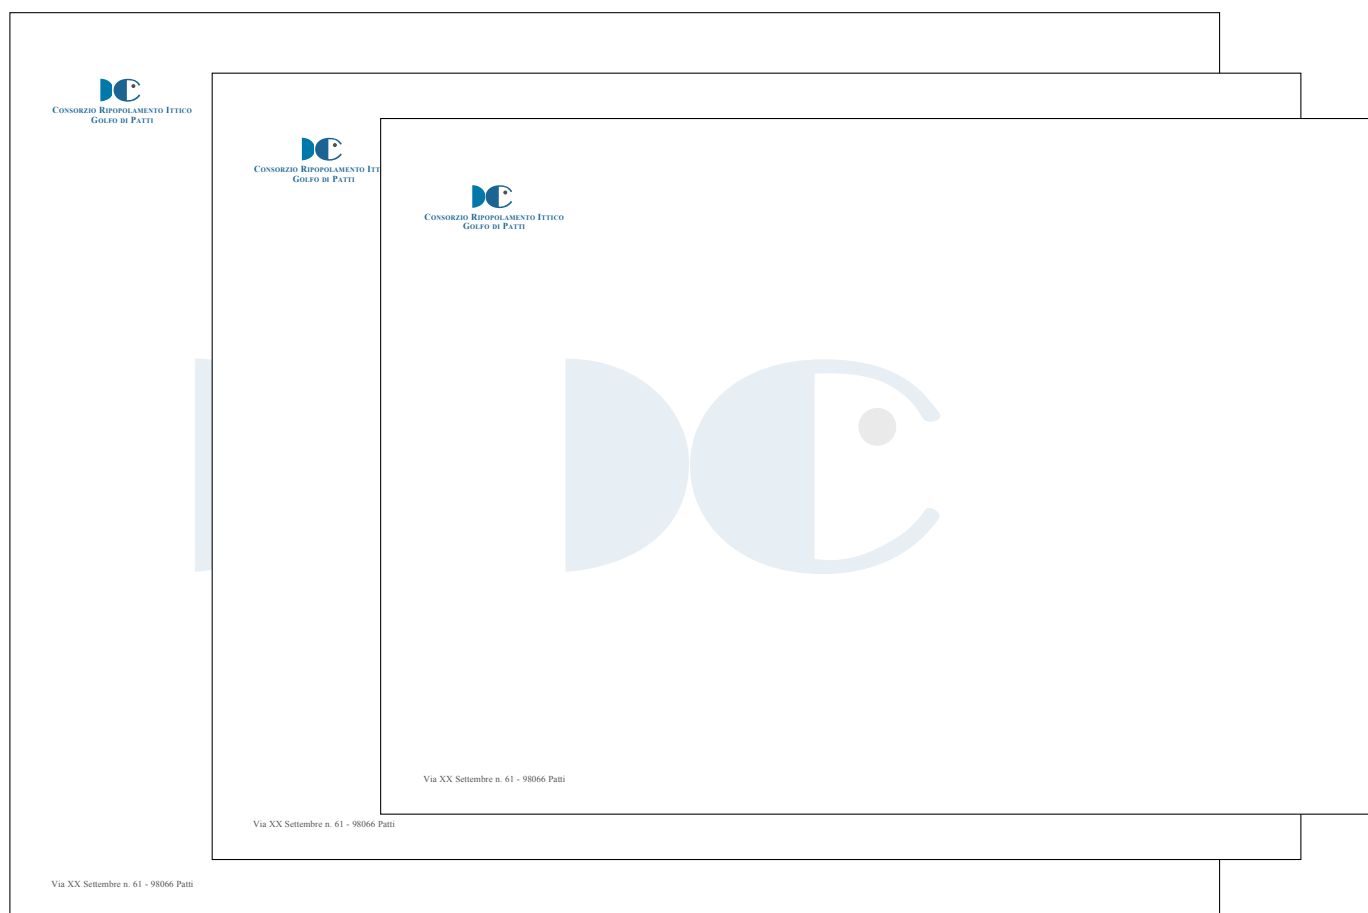 CONSORZIO RIPOPOLAMENTO ITTICO
GOLFO DI PATTI
CONSORZIO RIPOPOLAMENTO ITT
GOLFO DI PATTI
CONSORZIO RIPOPOLAMENTO ITTICO
GOLFO DI PATTI
Via XX Settembre n. 61 - 98066 Patti
Via XX Settembre n. 61 - 98066 Patti
Via XX Settembre n. 61 - 98066 Patti